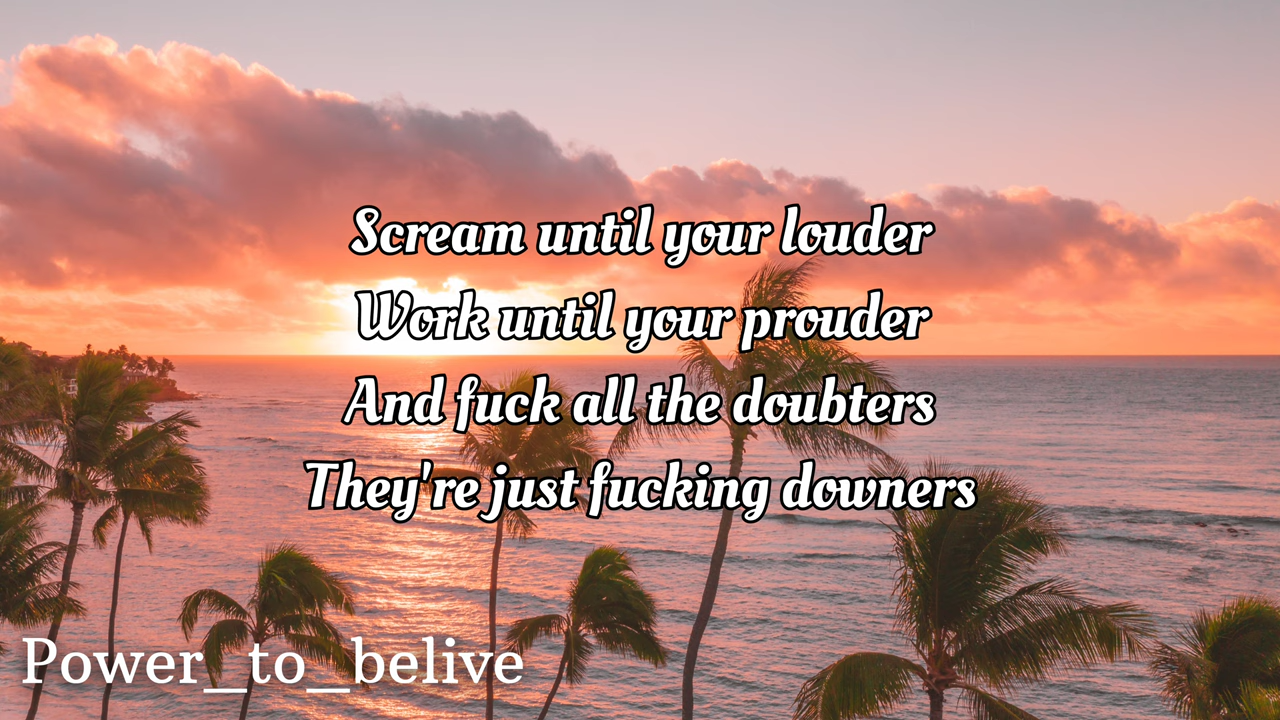 Scream until your louder
Work until your prouder
And fuck all the doubters
They're just fucking downers
Power_to_belive